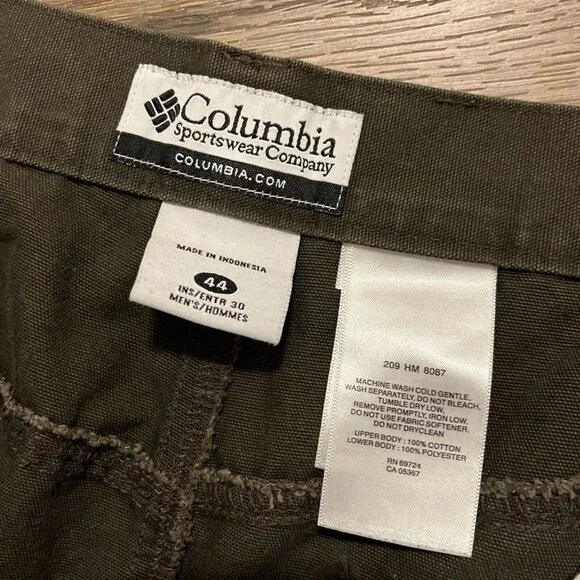 Columbia
Sportswear Company
COLUMBIA.COM
MADE IN INDONESIA
44
INS/ENTR 30
MEN'S/HOMMES
209 HM 8087
MACHINE WASH COLD GENTLE,
WASH SEPARATELY, DO NOT BLEACH,
TUMBLE DRY LOW,
REMOVE PROMPTLY, IRON LOW.
DO NOT USE FABRIC SOFTENER.
DO NOT DRYCLEAN
UPPER BODY : 100% COTTON
LOWER BODY : 100% POLYESTER
RN 69724
CA 05367